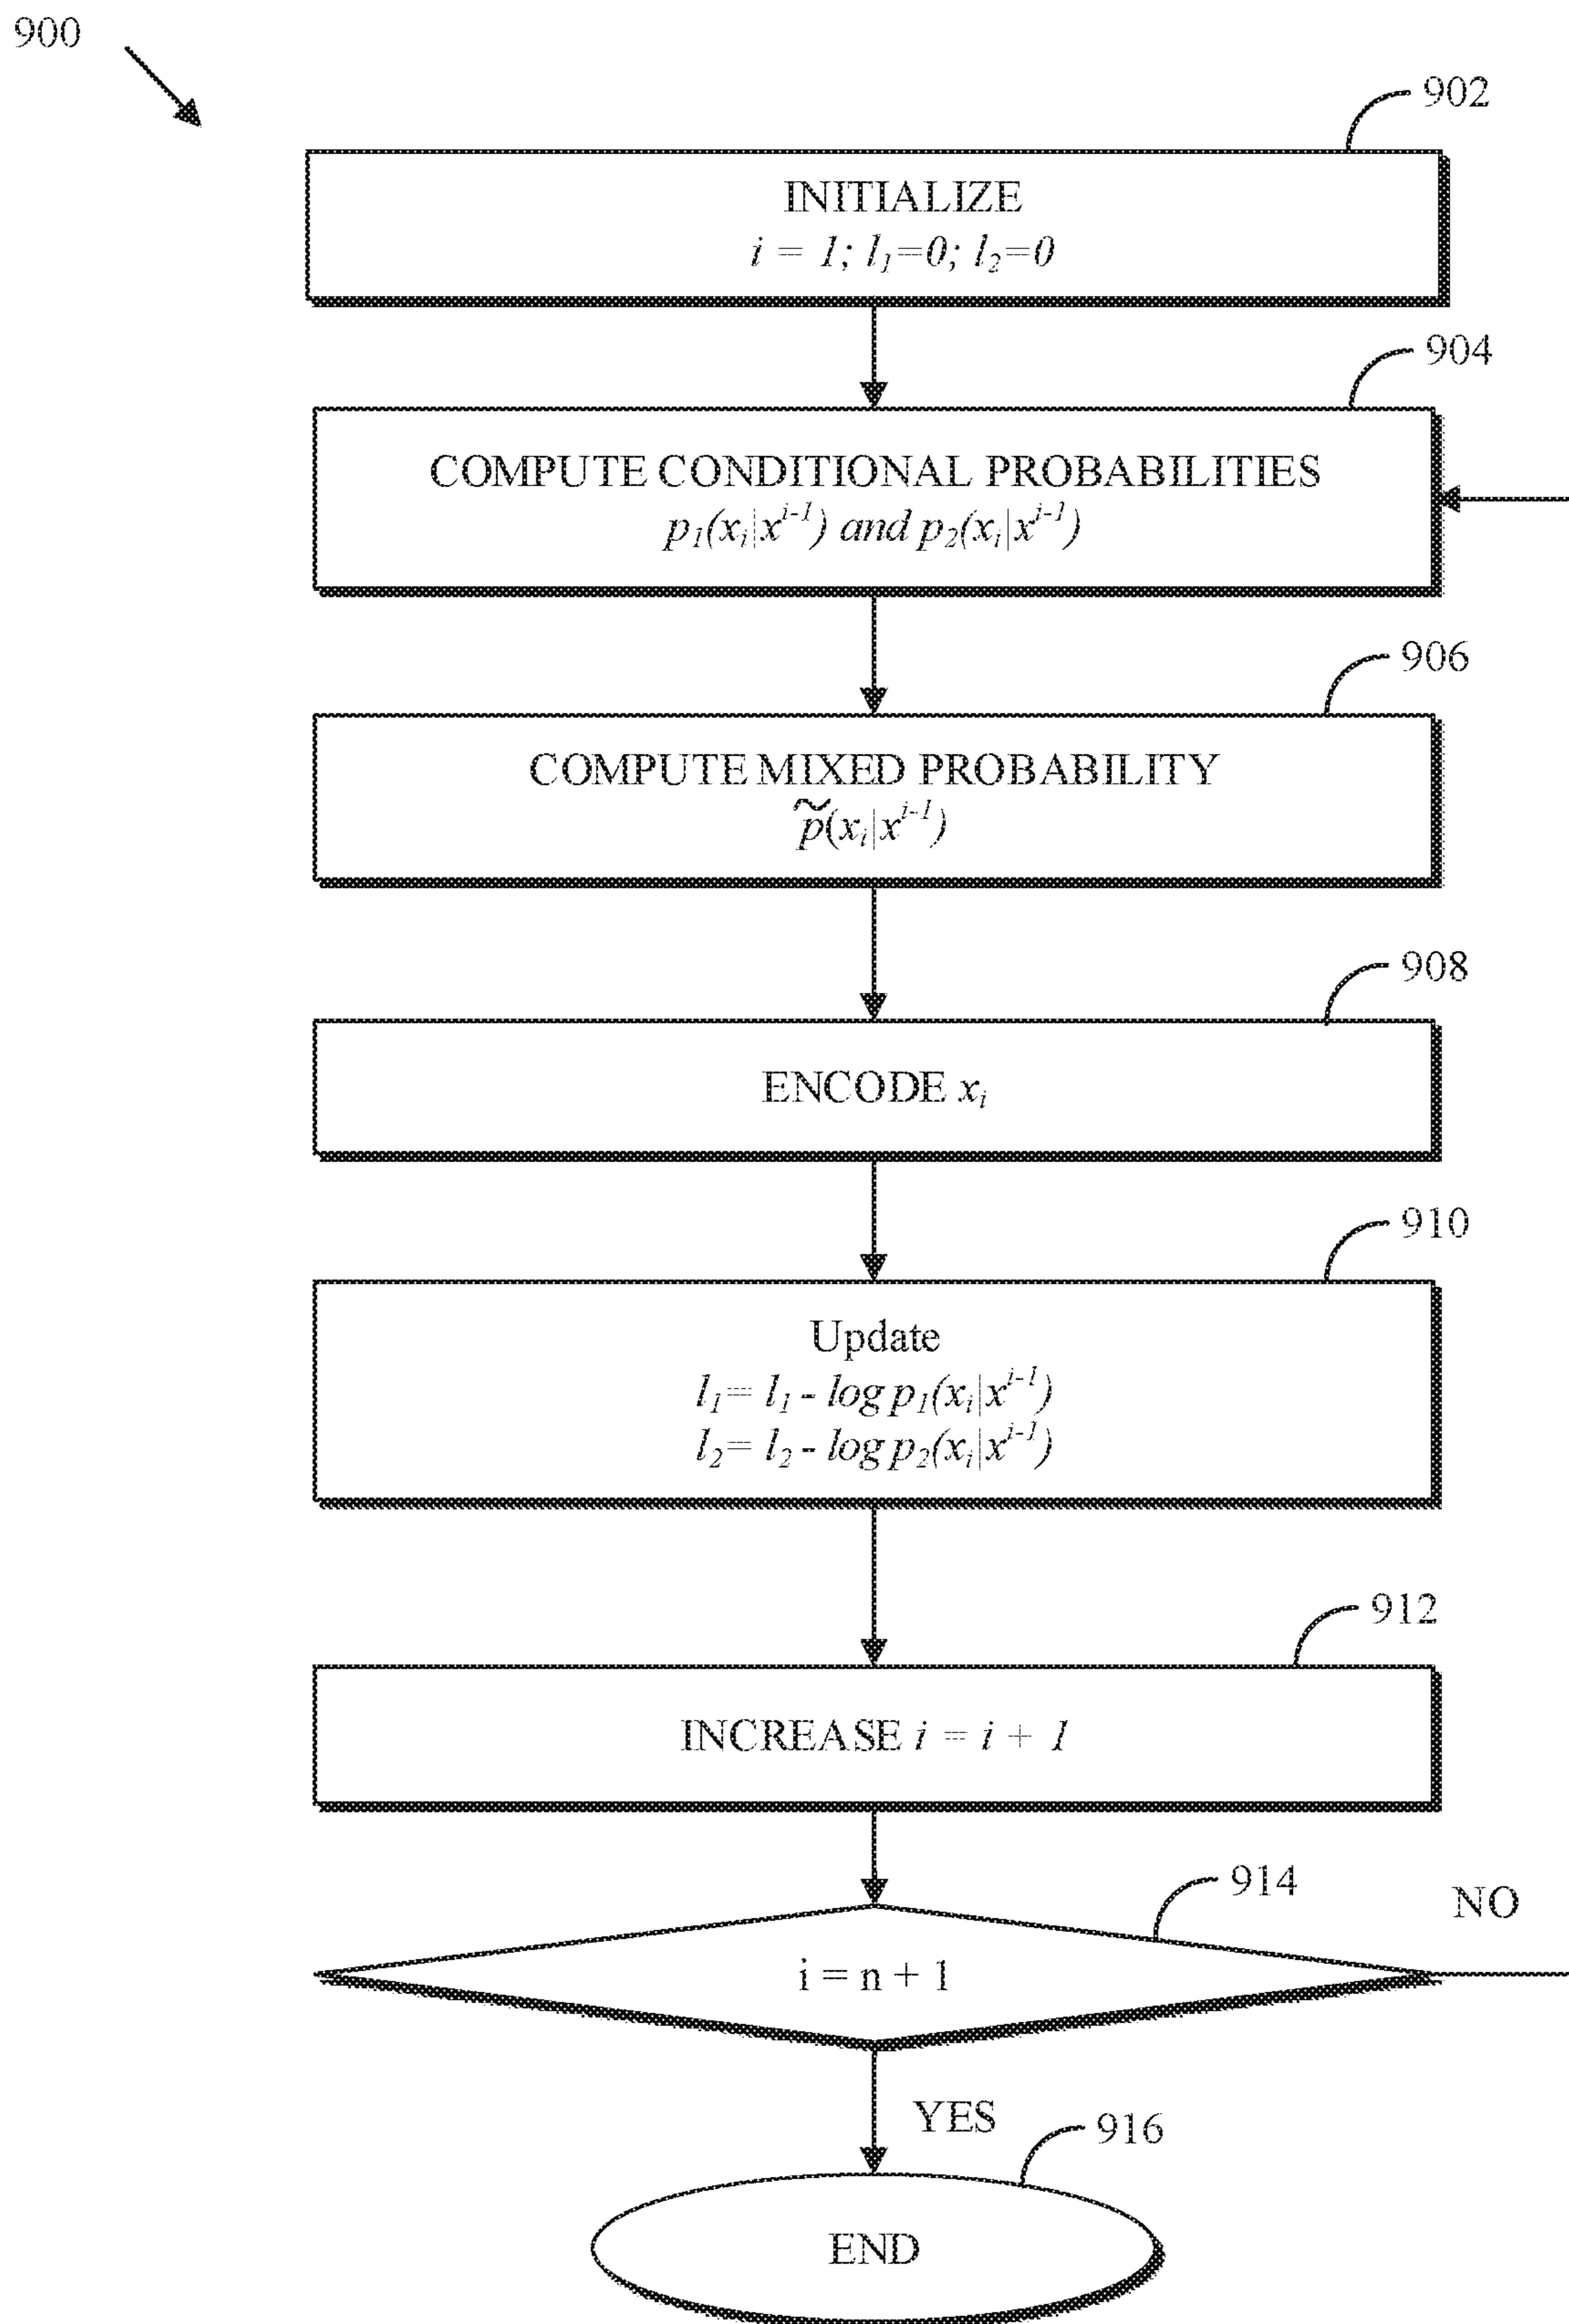 900
902
INITIALIZE
i = 1; l₁=0; l₂=0
904
COMPUTE CONDITIONAL PROBABILITIES
p₁(xᵢ|xⁱ⁻¹) and p₂(xᵢ|xⁱ⁻¹)
906
COMPUTE MIXED PROBABILITY
p̃(xᵢ|xⁱ⁻¹)
908
ENCODE xᵢ
910
Update
l₁= l₁ - log p₁(xᵢ|xⁱ⁻¹)
l₂= l₂ - log p₂(xᵢ|xⁱ⁻¹)
912
INCREASE i = i + 1
914
NO
i = n + 1
YES
916
END